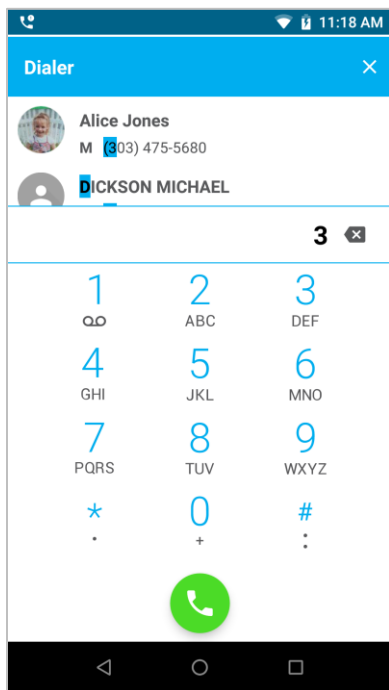 11:18 AM
Dialer
Alice Jones
M (303) 475-5680
DICKSON MICHAEL
3
1 2 3
ABC DEF
4 5 6
GHI JKL MNO
7 8 9
PQRS TUV WXYZ
* 0 #
+